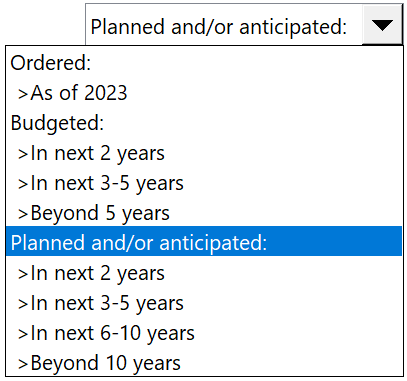 Planned and/or anticipated:
Ordered:
>As of 2023
Budgeted:
>In next 2 years
>In next 3-5 years
>Beyond 5 years
Planned and/or anticipated:
>In next 2 years
>In next 3-5 years
>In next 6-10 years
>Beyond 10 years